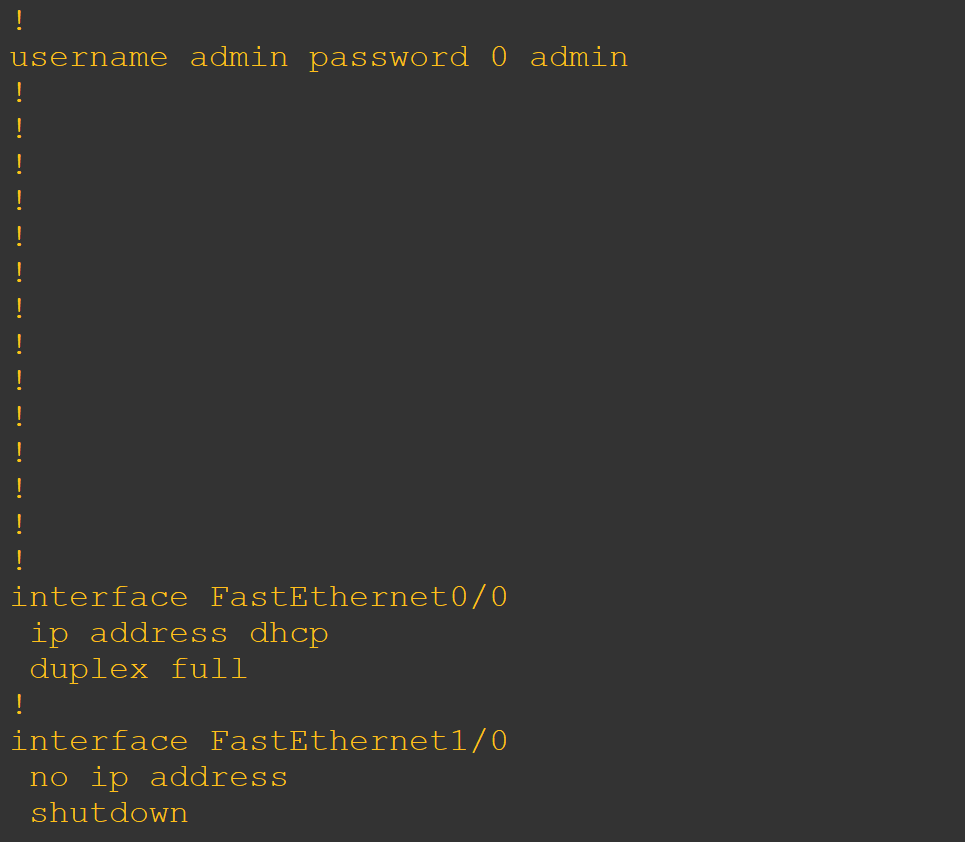 !
username admin password 0 admin
!
!
!
!
!
!
!
!
!
!
!
!
!
!
interface FastEthernet0/0
 ip address dhcp
 duplex full
!
interface FastEthernet1/0
 no ip address
 shutdown